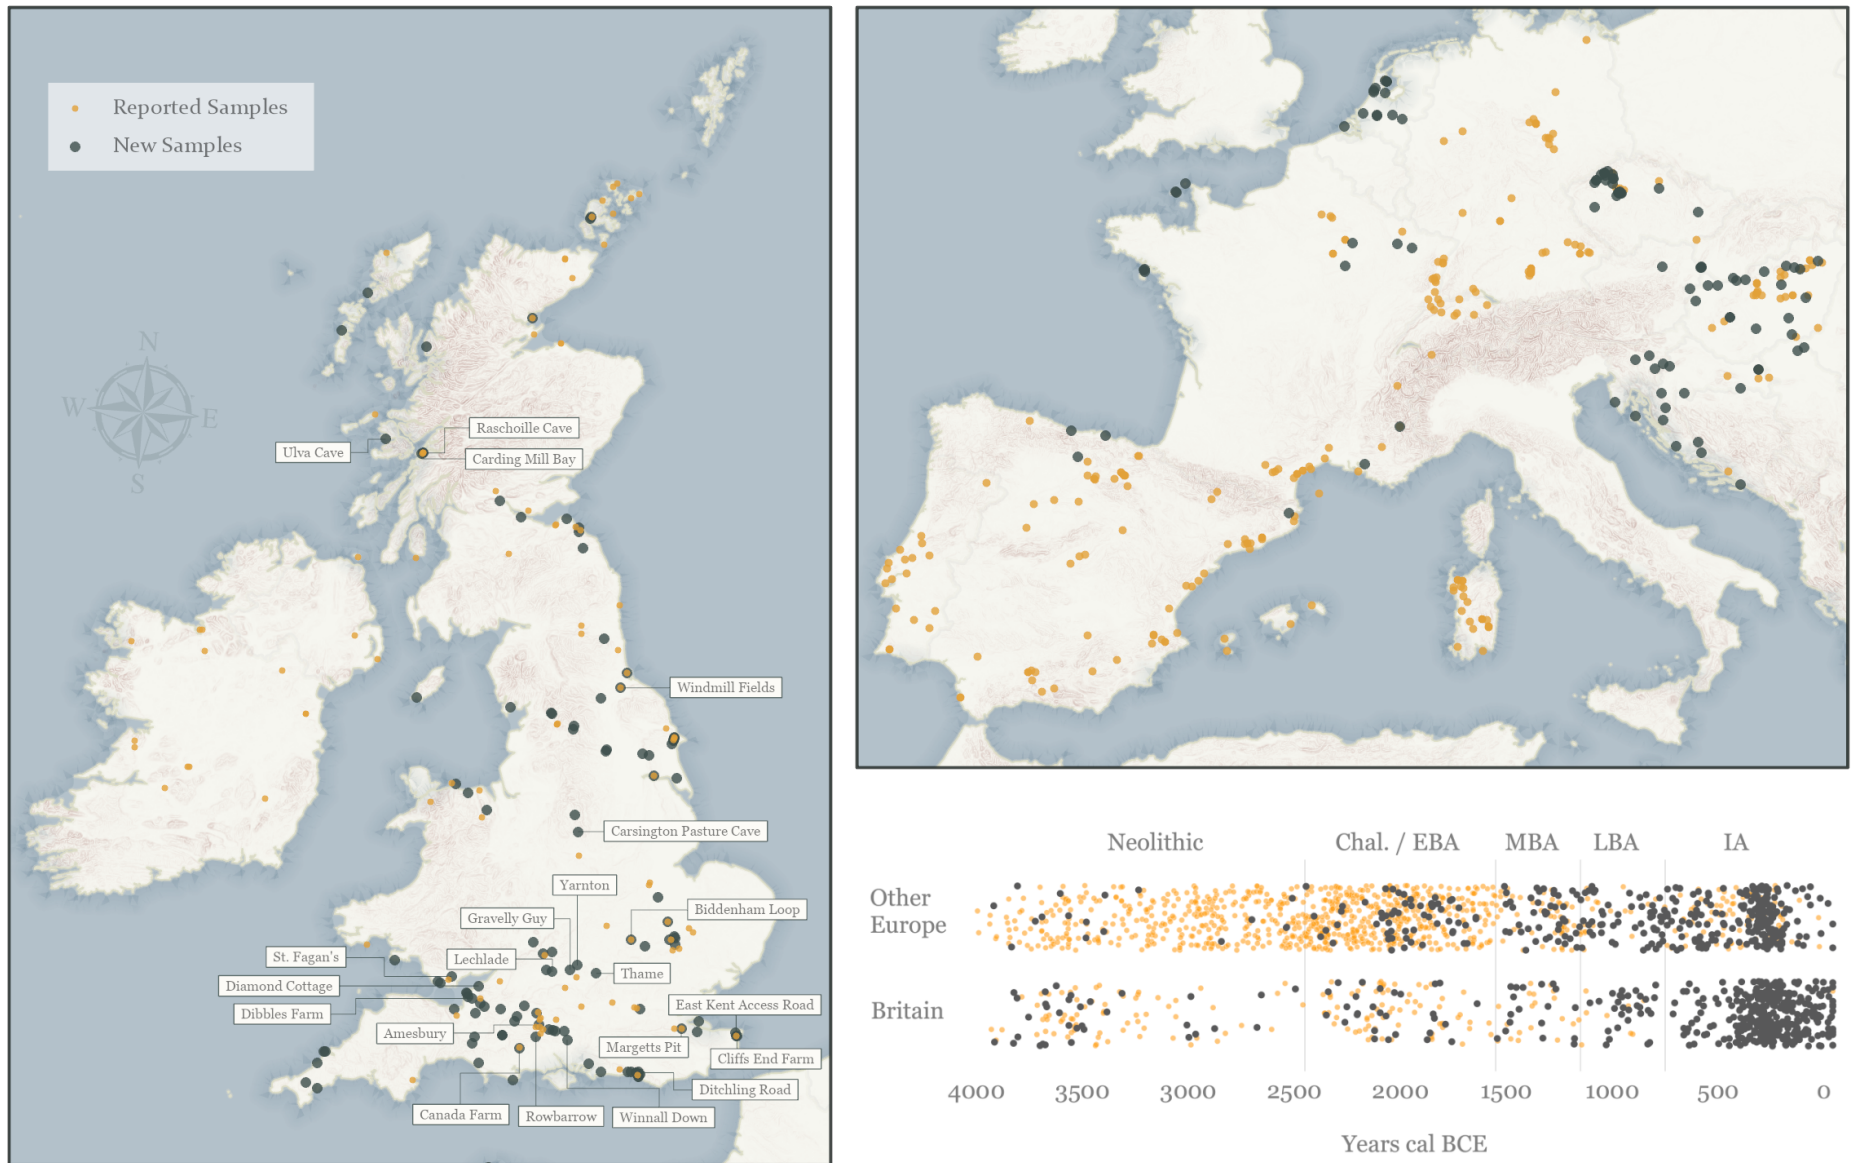 Reported Samples
New Samples
N
W
E
S
Raschoille Cave
Ulva Cave
Carding Mill Bay
Windmill Fields
Carsington Pasture Cave
Yarnton
Biddenham Loop
Gravelly Guy
St. Fagan's
Lechlade
Thame
Diamond Cottage
Dibbles Farm
East Kent Access Road
Amesbury
Margetts Pit
Cliffs End Farm
Ditchling Road
Canada Farm
Rowbarrow
Winnall Down
Neolithic
Chal. / EBA
MBA
LBA
IA
Other
Europe
Britain
4000
3500
3000
2500
2000
1500
1000
500
0
Years cal BCE